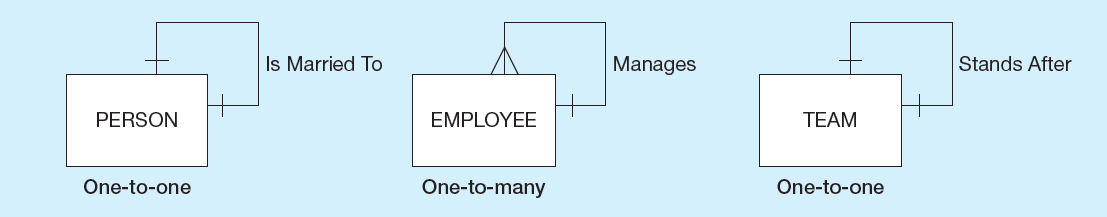 Is Married To
PERSON
One-to-one
Manages
EMPLOYEE
One-to-many
Stands After
TEAM
One-to-one